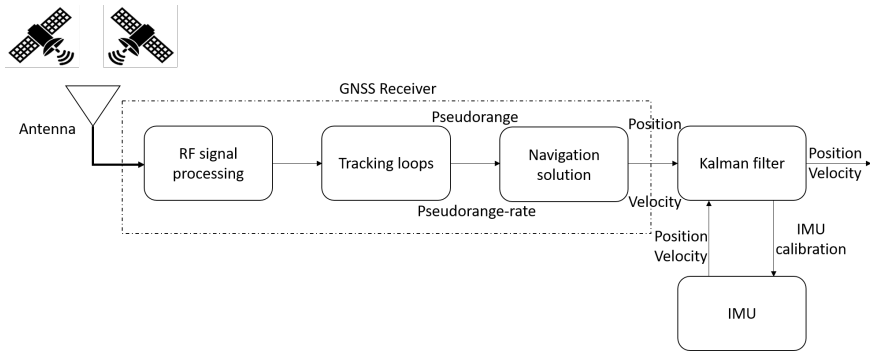 GNSS Receiver
Antenna
RF signal
processing
Pseudorange
Tracking loops
Pseudorange-rate
Navigation
solution
Position
Velocity
Kalman filter
Position
Velocity
Position
Velocity
IMU
calibration
IMU